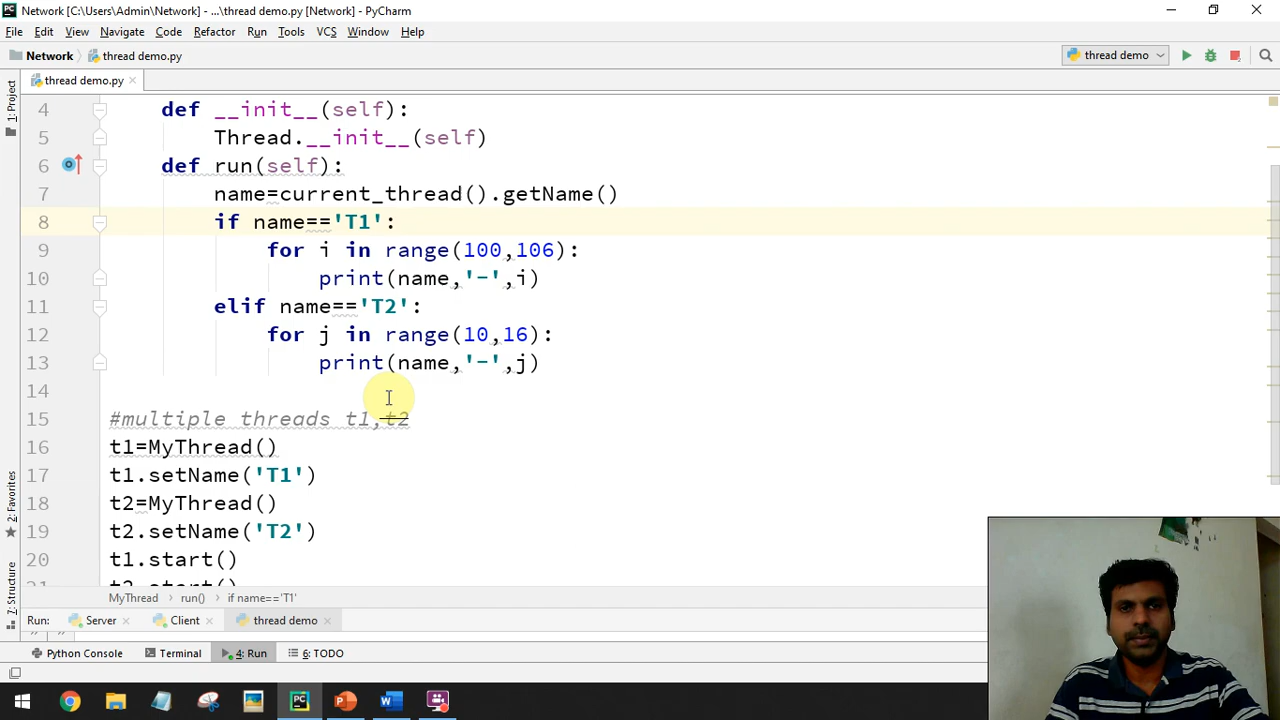 Network [C:\Users\Admin\Network] - ...\thread demo.py [Network] - PyCharm
File Edit View Navigate Code Refactor Run Tools VCS Window Help
Network thread demo.py thread demo
thread demo.py
1: Project
4 def __init__(self):
5 Thread.__init__(self)
6 def run(self):
7 name=current_thread().getName()
8 if name=='T1':
9 for i in range(100,106):
10 print(name,'-',i)
11 elif name=='T2':
12 for j in range(10,16):
13 print(name,'-',j)
14
15 #multiple threads t1,t2
16 t1=MyThread()
17 t1.setName('T1')
18 t2=MyThread()
19 t2.setName('T2')
20 t1.start()
21 t2.start()
2: Favorites
Z: Structure
MyThread run() if name=='T1'
Run: Server Client thread demo
Python Console Terminal 4: Run 6: TODO